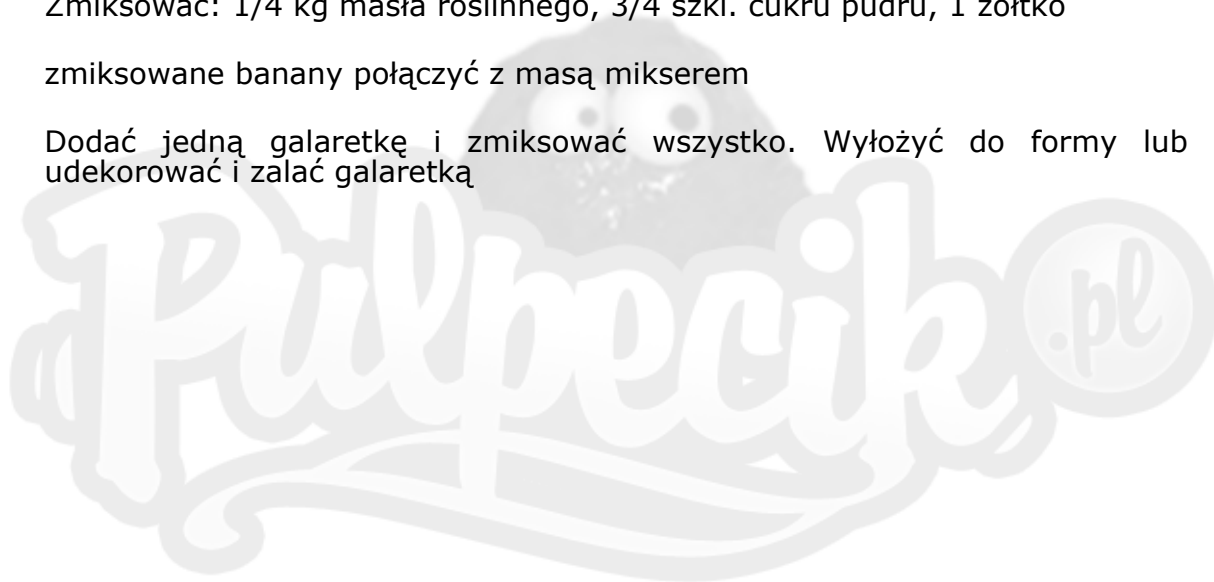 Zmiksować: 1/4 kg masła roślinnego, 3/4 szkl. cukru pudru, 1 żółtko
zmiksowane banany połączyć z masą mikserem
Dodać jedną galaretkę i zmiksować wszystko. Wyłożyć do formy lub
udekorować i zalać galaretką
Pulpecik.pl